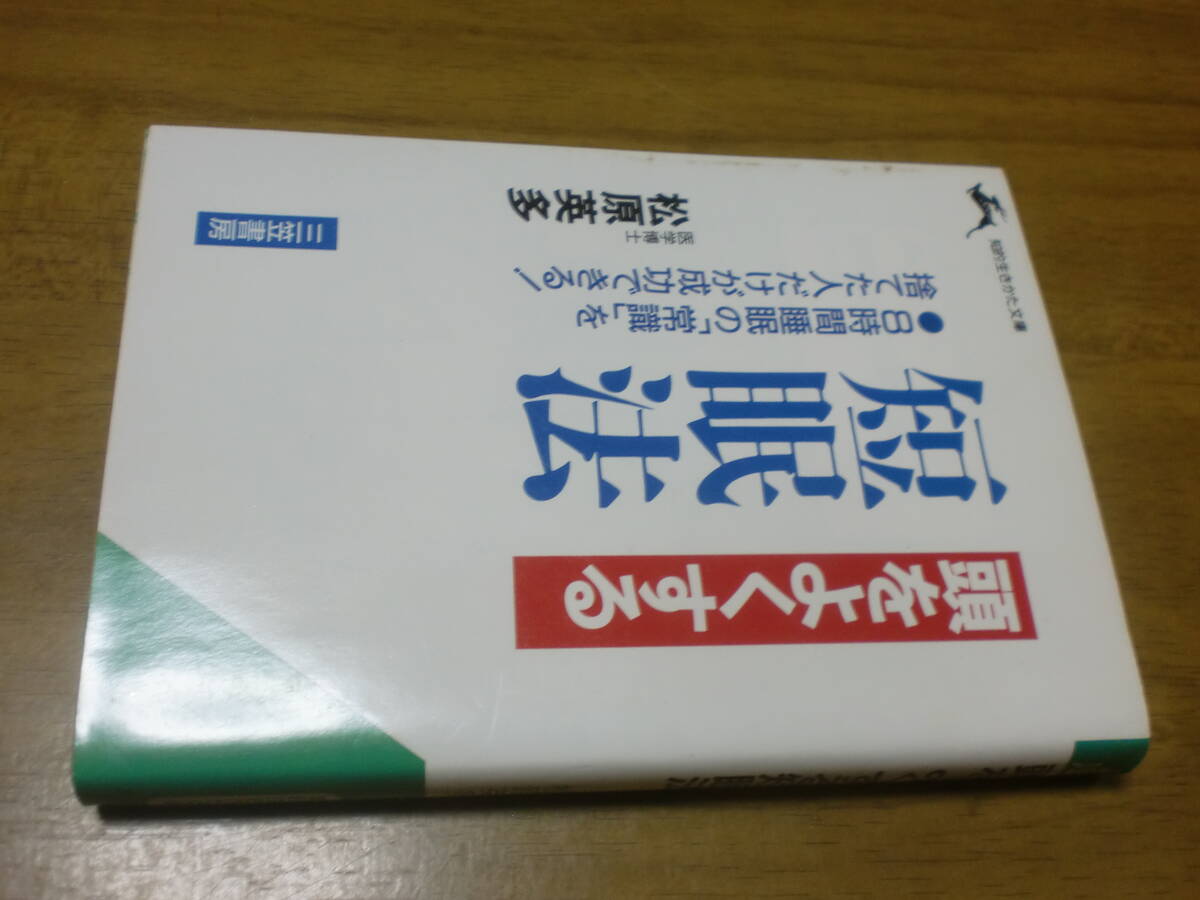 知的生きかた文庫
頭をよくする
短眠法
●8時間睡眠の「常識」を
捨てた人だけが成功できる!
医学博士
松原英多
三笠書房